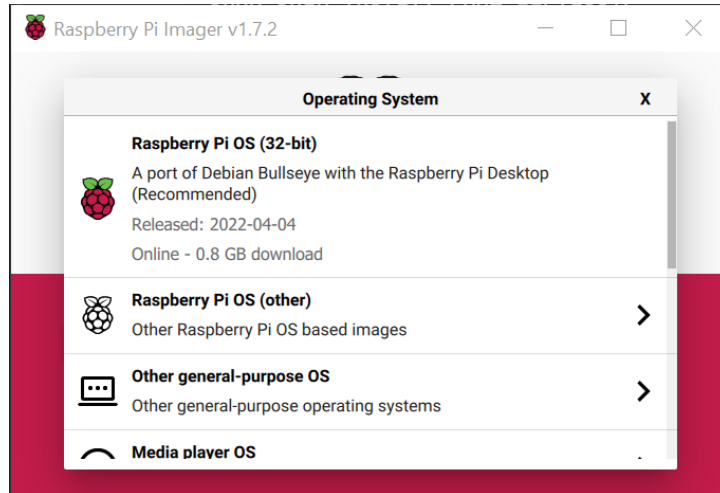 Raspberry Pi Imager v1.7.2
Operating System
X
Raspberry Pi OS (32-bit)
A port of Debian Bullseye with the Raspberry Pi Desktop
(Recommended)
Released: 2022-04-04
Online - 0.8 GB download
Raspberry Pi OS (other)
Other Raspberry Pi OS based images
Other general-purpose OS
Other general-purpose operating systems
Media player OS